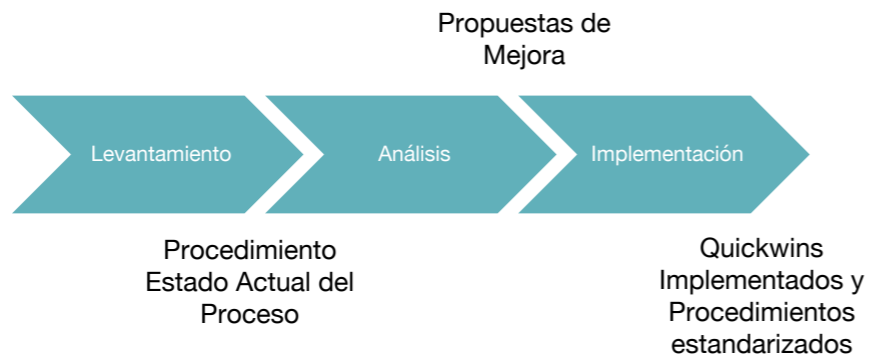 Propuestas de
Mejora
Levantamiento
Análisis
Implementación
Procedimiento
Estado Actual del
Proceso
Quickwins
Implementados y
Procedimientos
estandarizados